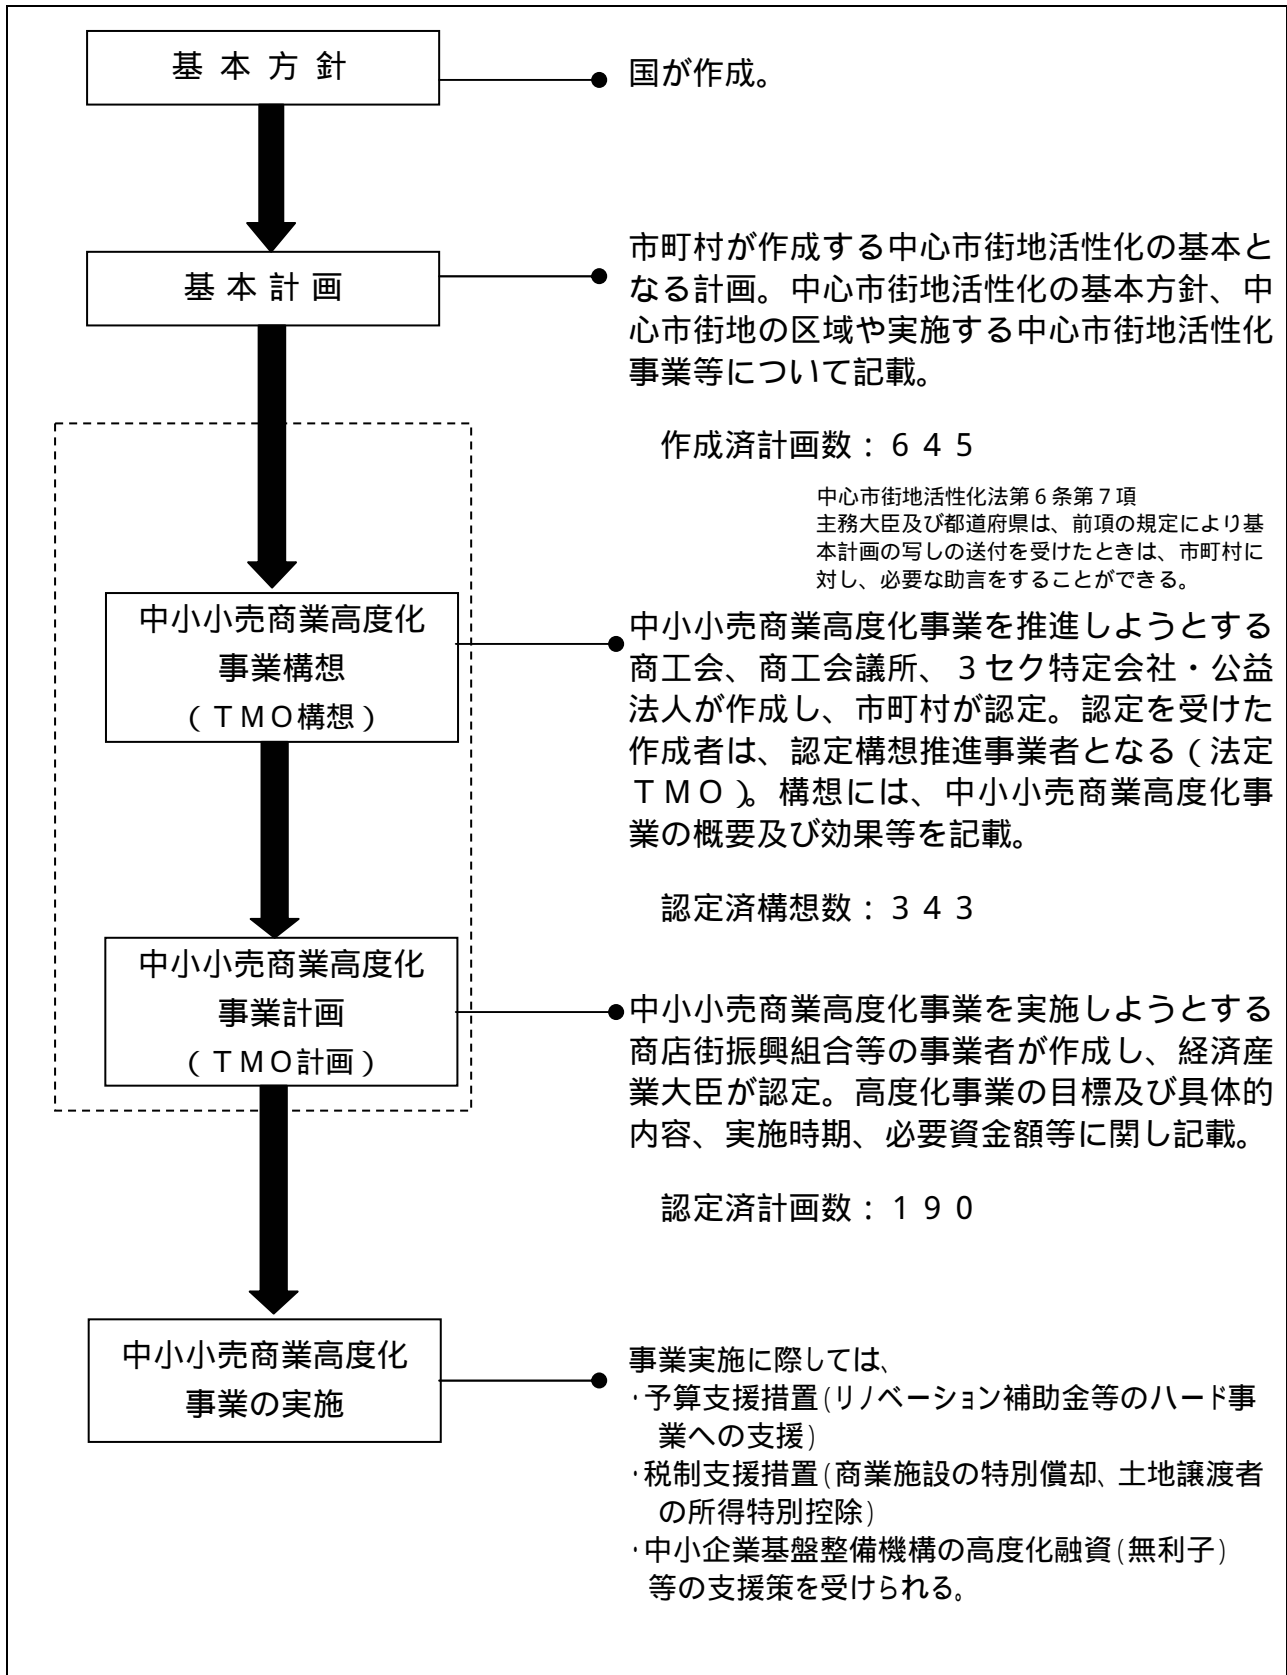 基 本 方 針
国が作成。
基 本 計 画
市町村が作成する中心市街地活性化の基本と
なる計画。中心市街地活性化の基本方針、中
心市街地の区域や実施する中心市街地活性化
事業等について記載。
作成済計画数：６４５
中心市街地活性化法第６条第７項
主務大臣及び都道府県は、前項の規定により基
本計画の写しの送付を受けたときは、市町村に
対し、必要な助言をすることができる。
中小小売商業高度化
事業構想
（ＴＭＯ構想）
中小小売商業高度化事業を推進しようとする
商工会、商工会議所、３セク特定会社・公益
法人が作成し、市町村が認定。認定を受けた
作成者は、認定構想推進事業者となる（法定
ＴＭＯ）。構想には、中小小売商業高度化事
業の概要及び効果等を記載。
認定済構想数：３４３
中小小売商業高度化
事業計画
（ＴＭＯ計画）
中小小売商業高度化事業を実施しようとする
商店街振興組合等の事業者が作成し、経済産
業大臣が認定。高度化事業の目標及び具体的
内容、実施時期、必要資金額等に関し記載。
認定済計画数：１９０
中小小売商業高度化
事業の実施
事業実施に際しては、
・予算支援措置（リノベーション補助金等のハード事
業への支援）
・税制支援措置（商業施設の特別償却、土地譲渡者
の所得特別控除）
・中小企業基盤整備機構の高度化融資（無利子）
等の支援策を受けられる。